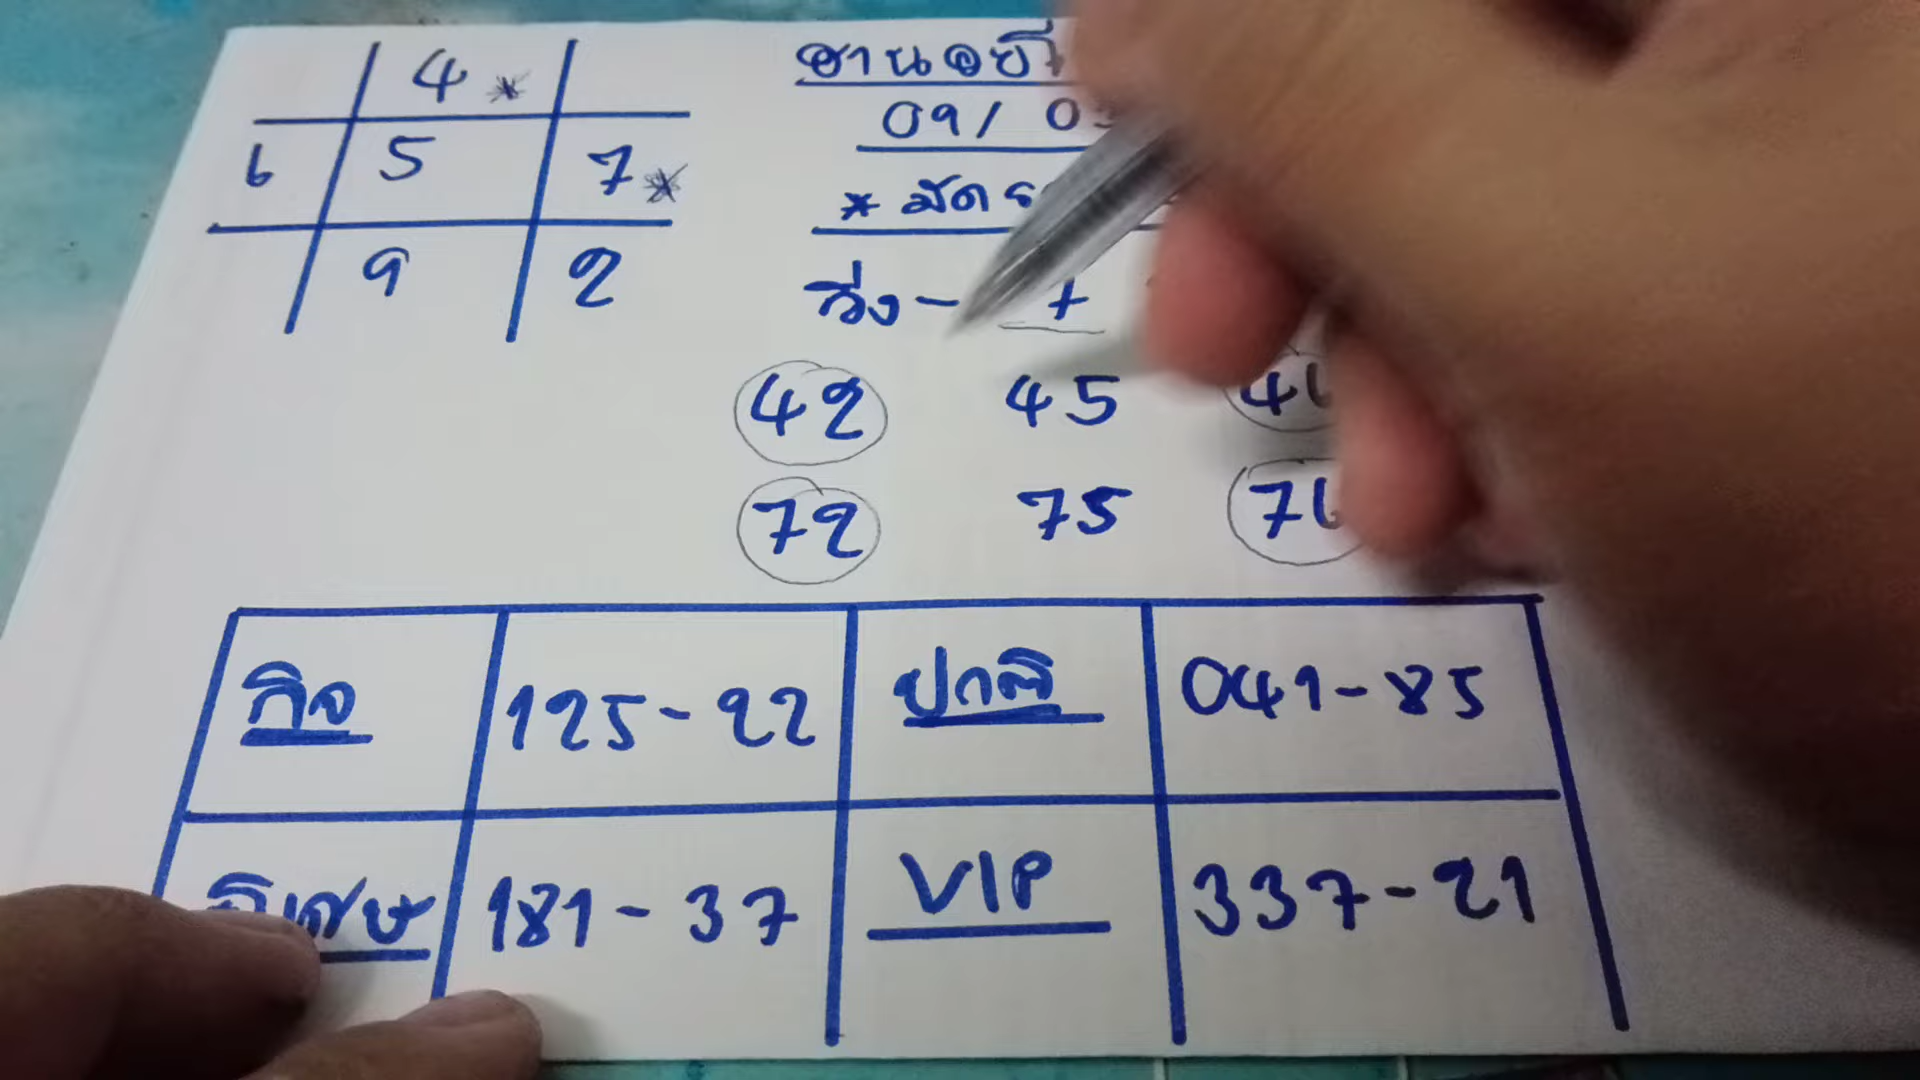 4 *
6 5 7 *
9 2
ฮานอย
09/ 0
* มัด
วิ่ง - 7
42 45
72 75
กิจ 125-22 ปกติ 041-85
พิเศษ 181-37 VIP 337-21